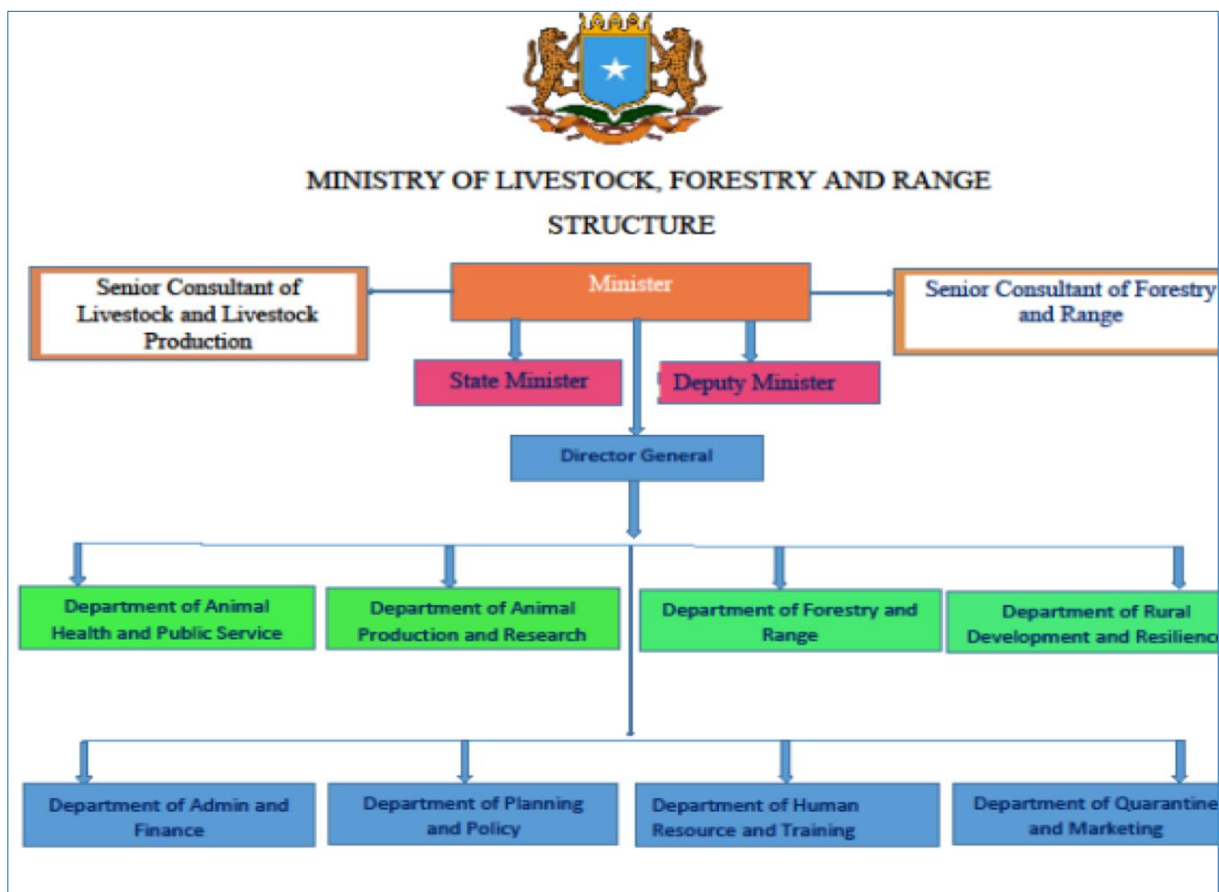 MINISTRY OF LIVESTOCK, FORESTRY AND RANGE
STRUCTURE
Senior Consultant of
Livestock and Livestock
Production
Minister
Senior Consultant of Forestry
and Range
State Minister
Deputy Minister
Director General
Department of Animal
Health and Public Service
Department of Animal
Production and Research
Department of Forestry and
Range
Department of Rural
Development and Resilience
Department of Admin and
Finance
Department of Planning
and Policy
Department of Human
Resource and Training
Department of Quarantine
and Marketing